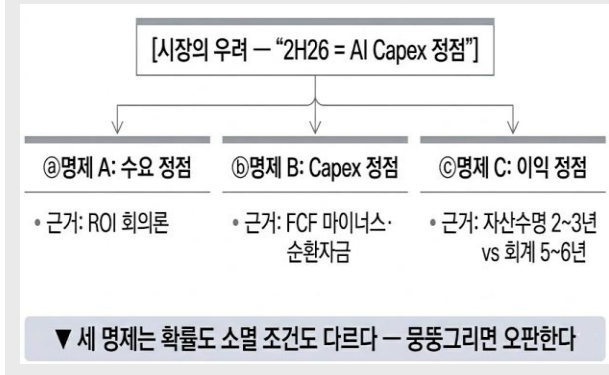 [시장의 우려 — “2H26 = AI Capex 정점”]
ⓐ명제 A: 수요 정점
• 근거: ROI 회의론
ⓑ명제 B: Capex 정점
• 근거: FCF 마이너스·
순환자금
ⓒ명제 C: 이익 정점
• 근거: 자산수명 2~3년
vs 회계 5~6년
▼ 세 명제는 확률도 소멸 조건도 다르다 — 뭉뚱그리면 오판한다